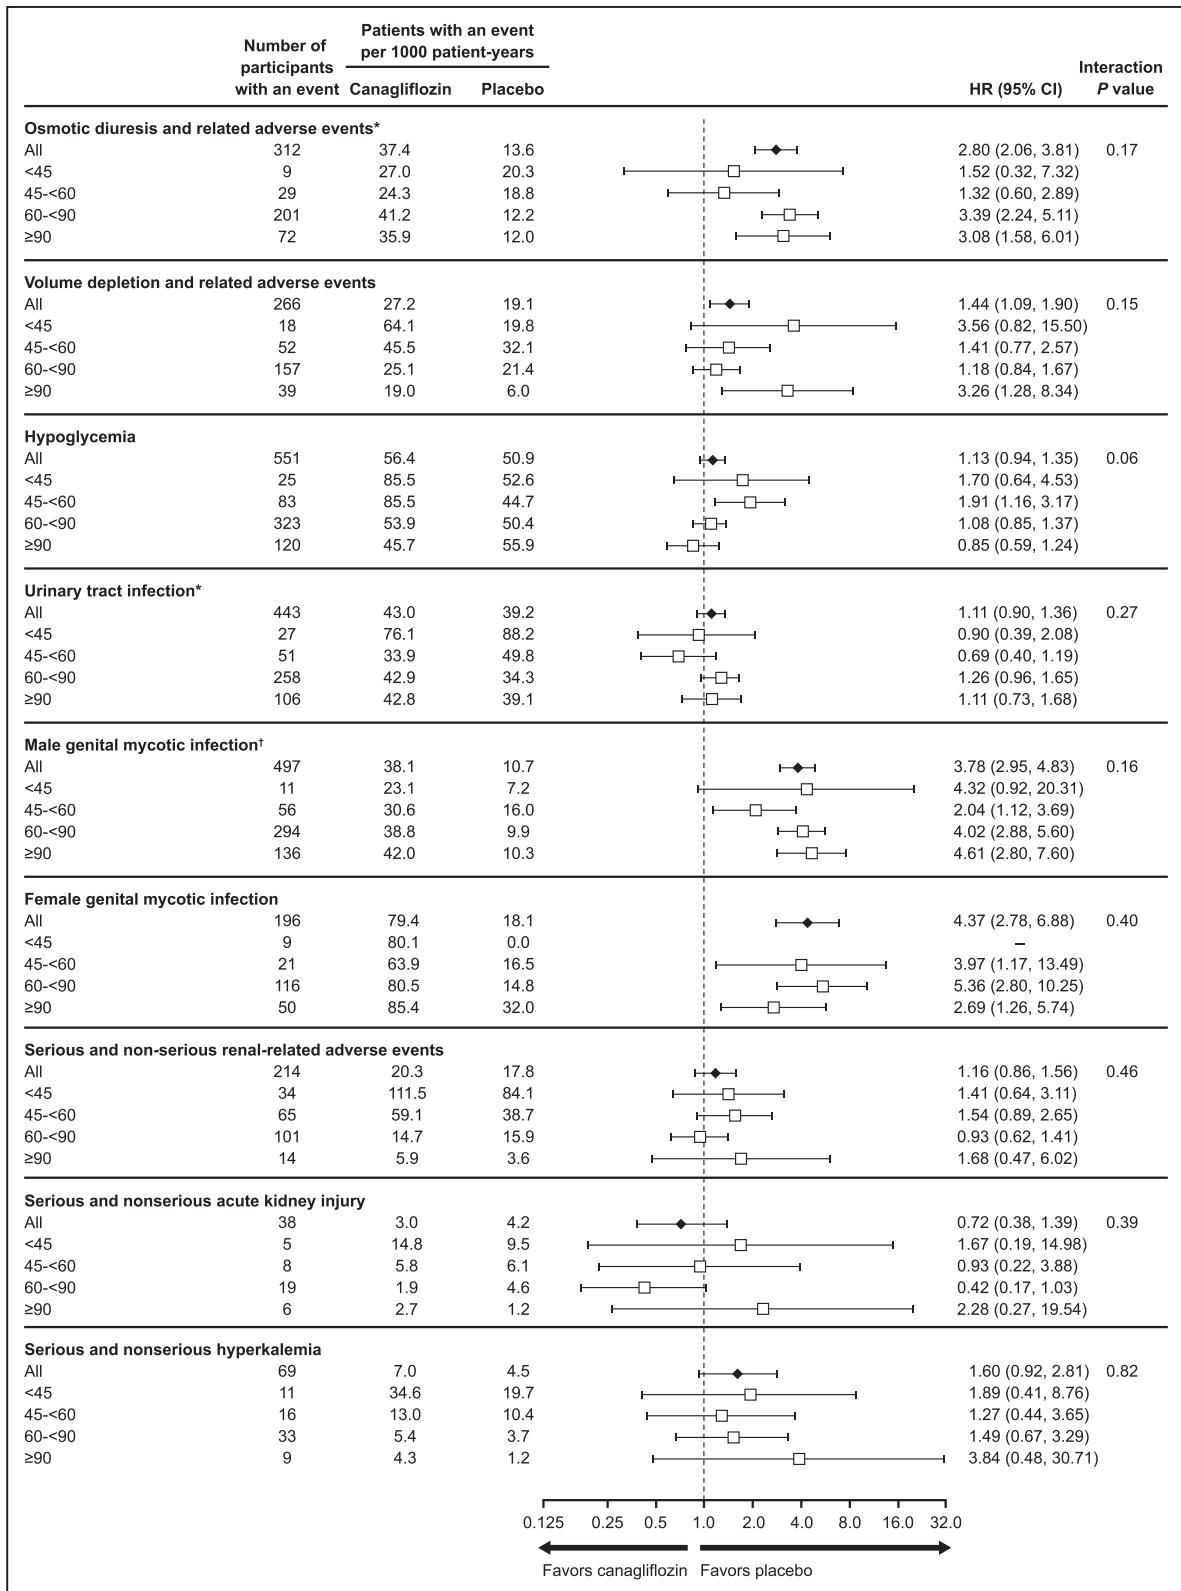 Number of participants with an event
Patients with an event per 1000 patient-years
Canagliflozin Placebo
HR (95% CI)
Interaction P value
Osmotic diuresis and related adverse events*
All 312 37.4 13.6 2.80 (2.06, 3.81) 0.17
<45 9 27.0 20.3 1.52 (0.32, 7.32)
45-<60 29 24.3 18.8 1.32 (0.60, 2.89)
60-<90 201 41.2 12.2 3.39 (2.24, 5.11)
≥90 72 35.9 12.0 3.08 (1.58, 6.01)
Volume depletion and related adverse events
All 266 27.2 19.1 1.44 (1.09, 1.90) 0.15
<45 18 64.1 19.8 3.56 (0.82, 15.50)
45-<60 52 45.5 32.1 1.41 (0.77, 2.57)
60-<90 157 25.1 21.4 1.18 (0.84, 1.67)
≥90 39 19.0 6.0 3.26 (1.28, 8.34)
Hypoglycemia
All 551 56.4 50.9 1.13 (0.94, 1.35) 0.06
<45 25 85.5 52.6 1.70 (0.64, 4.53)
45-<60 83 85.5 44.7 1.91 (1.16, 3.17)
60-<90 323 53.9 50.4 1.08 (0.85, 1.37)
≥90 120 45.7 55.9 0.85 (0.59, 1.24)
Urinary tract infection*
All 443 43.0 39.2 1.11 (0.90, 1.36) 0.27
<45 27 76.1 88.2 0.90 (0.39, 2.08)
45-<60 51 33.9 49.8 0.69 (0.40, 1.19)
60-<90 258 42.9 34.3 1.26 (0.96, 1.65)
≥90 106 42.8 39.1 1.11 (0.73, 1.68)
Male genital mycotic infection†
All 497 38.1 10.7 3.78 (2.95, 4.83) 0.16
<45 11 23.1 7.2 4.32 (0.92, 20.31)
45-<60 56 30.6 16.0 2.04 (1.12, 3.69)
60-<90 294 38.8 9.9 4.02 (2.88, 5.60)
≥90 136 42.0 10.3 4.61 (2.80, 7.60)
Female genital mycotic infection
All 196 79.4 18.1 4.37 (2.78, 6.88) 0.40
<45 9 80.1 0.0 –
45-<60 21 63.9 16.5 3.97 (1.17, 13.49)
60-<90 116 80.5 14.8 5.36 (2.80, 10.25)
≥90 50 85.4 32.0 2.69 (1.26, 5.74)
Serious and non-serious renal-related adverse events
All 214 20.3 17.8 1.16 (0.86, 1.56) 0.46
<45 34 111.5 84.1 1.41 (0.64, 3.11)
45-<60 65 59.1 38.7 1.54 (0.89, 2.65)
60-<90 101 14.7 15.9 0.93 (0.62, 1.41)
≥90 14 5.9 3.6 1.68 (0.47, 6.02)
Serious and nonserious acute kidney injury
All 38 3.0 4.2 0.72 (0.38, 1.39) 0.39
<45 5 14.8 9.5 1.67 (0.19, 14.98)
45-<60 8 5.8 6.1 0.93 (0.22, 3.88)
60-<90 19 1.9 4.6 0.42 (0.17, 1.03)
≥90 6 2.7 1.2 2.28 (0.27, 19.54)
Serious and nonserious hyperkalemia
All 69 7.0 4.5 1.60 (0.92, 2.81) 0.82
<45 11 34.6 19.7 1.89 (0.41, 8.76)
45-<60 16 13.0 10.4 1.27 (0.44, 3.65)
60-<90 33 5.4 3.7 1.49 (0.67, 3.29)
≥90 9 4.3 1.2 3.84 (0.48, 30.71)
0.125 0.25 0.5 1.0 2.0 4.0 8.0 16.0 32.0
Favors canagliflozin Favors placebo